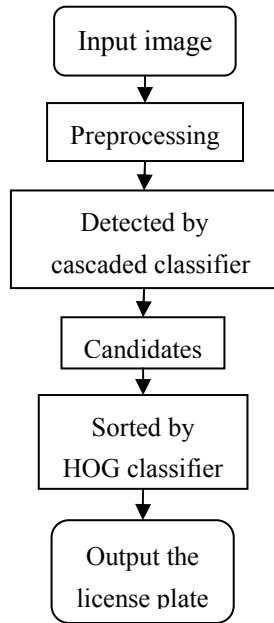 Input image
Preprocessing
Detected by
cascaded classifier
Candidates
Sorted by
HOG classifier
Output the
license plate